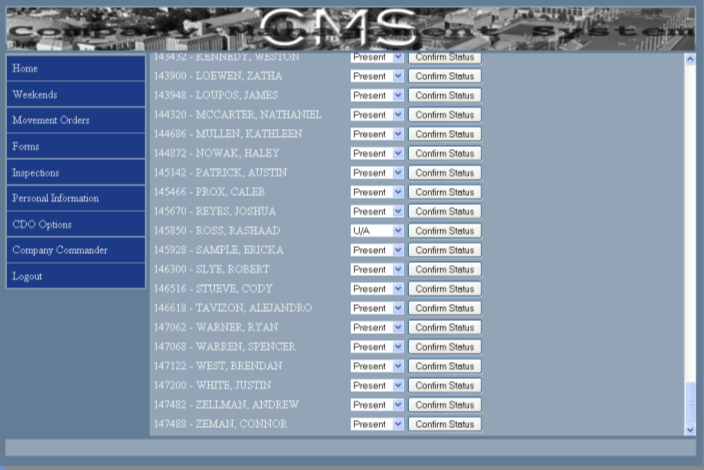 CMS
Company Management System
Home
Weekends
Movement Orders
Forms
Inspections
Personal Information
CDO Options
Company Commander
Logout
143432 - KENNEDY, WESTON Present Confirm Status
143900 - LOEWEN, ZATHA Present Confirm Status
143948 - LOUPOS, JAMES Present Confirm Status
144320 - MCCARTER, NATHANIEL Present Confirm Status
144686 - MULLEN, KATHLEEN Present Confirm Status
144872 - NOWAK, HALEY Present Confirm Status
145142 - PATRICK, AUSTIN Present Confirm Status
145466 - PROX, CALEB Present Confirm Status
145670 - REYES, JOSHUA Present Confirm Status
145850 - ROSS, RASHAAD U/A Confirm Status
145928 - SAMPLE, ERICKA Present Confirm Status
146300 - SLYE, ROBERT Present Confirm Status
146516 - STUEVE, CODY Present Confirm Status
146618 - TAVIZON, ALEJANDRO Present Confirm Status
147062 - WARNER, RYAN Present Confirm Status
147068 - WARREN, SPENCER Present Confirm Status
147122 - WEST, BRENDAN Present Confirm Status
147200 - WHITE, JUSTIN Present Confirm Status
147482 - ZELLMAN, ANDREW Present Confirm Status
147488 - ZEMAN, CONNOR Present Confirm Status